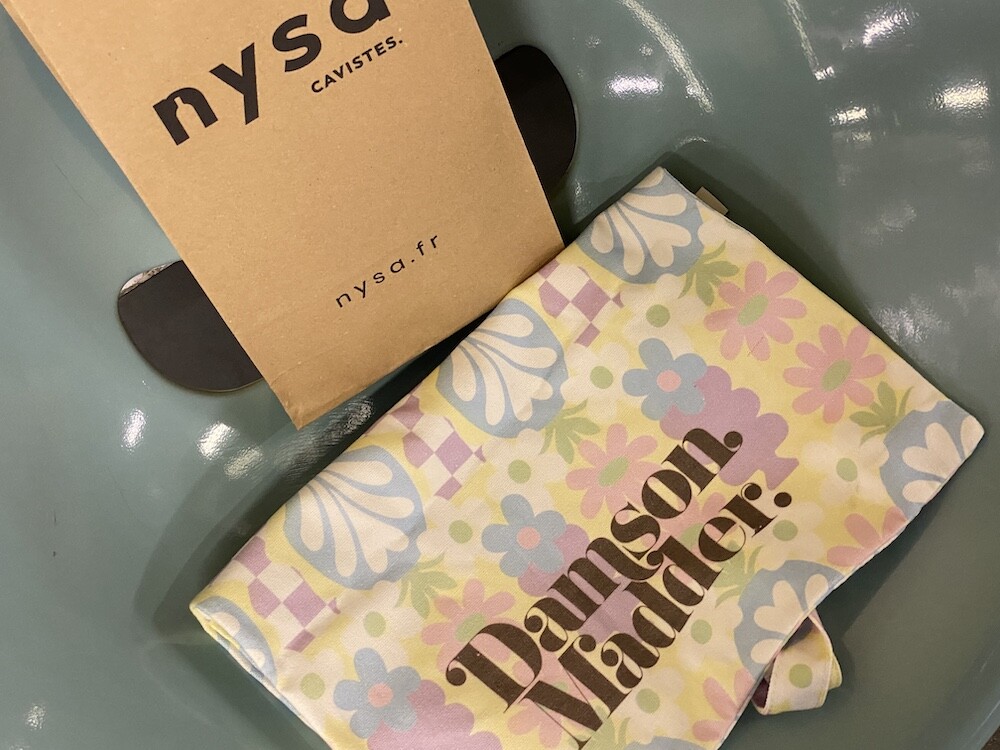 nysa
CAVISTES.
nysa.fr
Damson
Madder.